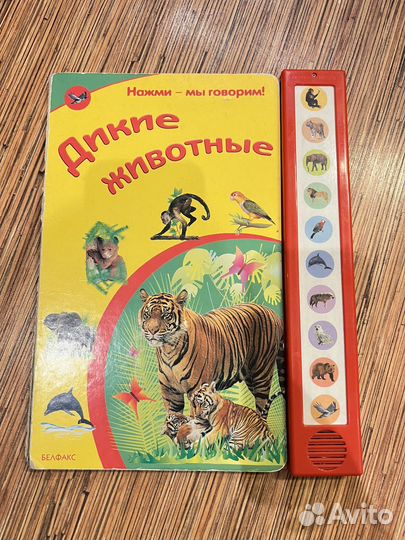 Нажми – мы говорим!
Дикие
животные
БЕЛФАКС
Avito